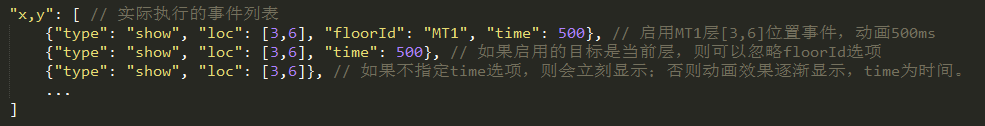 "x,y": [ // 实际执行的事件列表
{"type": "show", "loc": [3,6], "floorId": "MT1", "time": 500}, // 启用MT1层[3,6]位置事件，动画500ms
{"type": "show", "loc": [3,6], "time": 500}, // 如果启用的目标是当前层，则可以忽略floorId选项
{"type": "show", "loc": [3,6]}, // 如果不指定time选项，则会立刻显示；否则动画效果逐渐显示，time为时间。
...
]